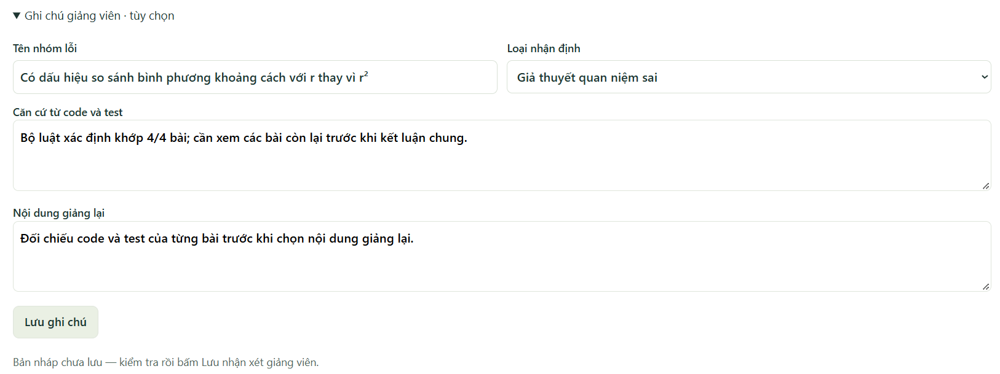 ▼ Ghi chú giảng viên · tùy chọn
Tên nhóm lỗi
Loại nhận định
Có dấu hiệu so sánh bình phương khoảng cách với r thay vì r²
Giả thuyết quan niệm sai
Căn cứ từ code và test
Bộ luật xác định khớp 4/4 bài; cần xem các bài còn lại trước khi kết luận chung.
Nội dung giảng lại
Đối chiếu code và test của từng bài trước khi chọn nội dung giảng lại.
Lưu ghi chú
Bản nháp chưa lưu — kiểm tra rồi bấm Lưu nhận xét giảng viên.